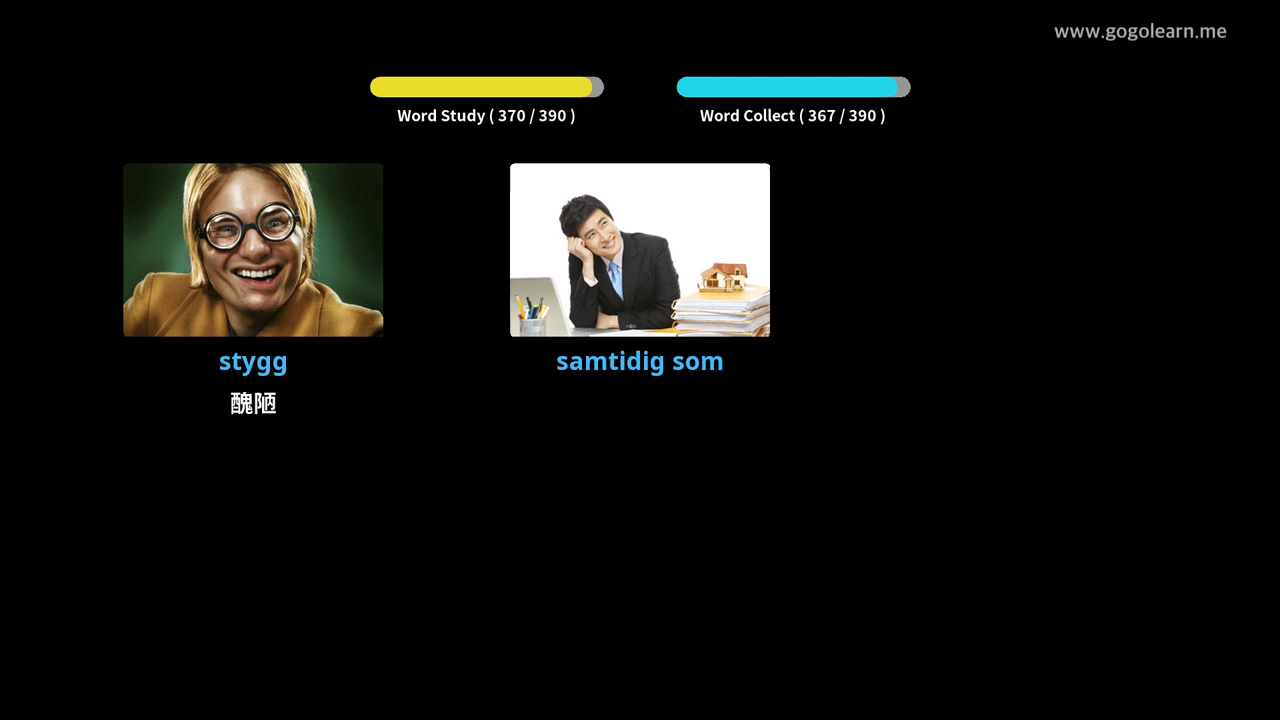 www.gogolearn.me
Word Study ( 370 / 390 )
Word Collect ( 367 / 390 )
stygg
samtidig som
醜陋